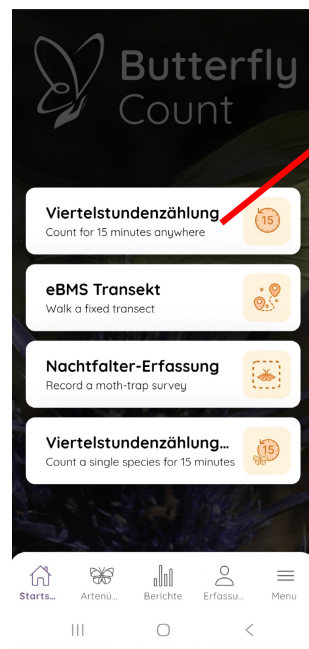 Butterfly
Count
Viertelstundenzählung
Count for 15 minutes anywhere
15
eBMS Transekt
Walk a fixed transect
Nachtfalter-Erfassung
Record a moth-trap survey
Viertelstundenzählung...
Count a single species for 15 minutes
15
Starts... Artenü... Berichte Erfassu... Menu